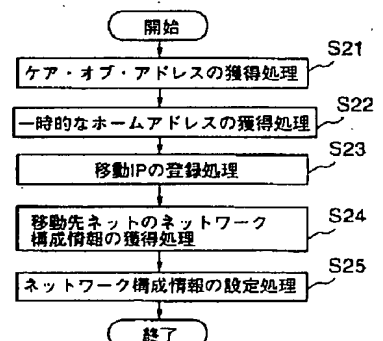 開始
S21
ケア・オブ・アドレスの獲得処理
S22
一時的なホームアドレスの獲得処理
S23
移動IPの登録処理
S24
移動先ネットのネットワーク
構成情報の獲得処理
S25
ネットワーク構成情報の設定処理
終了